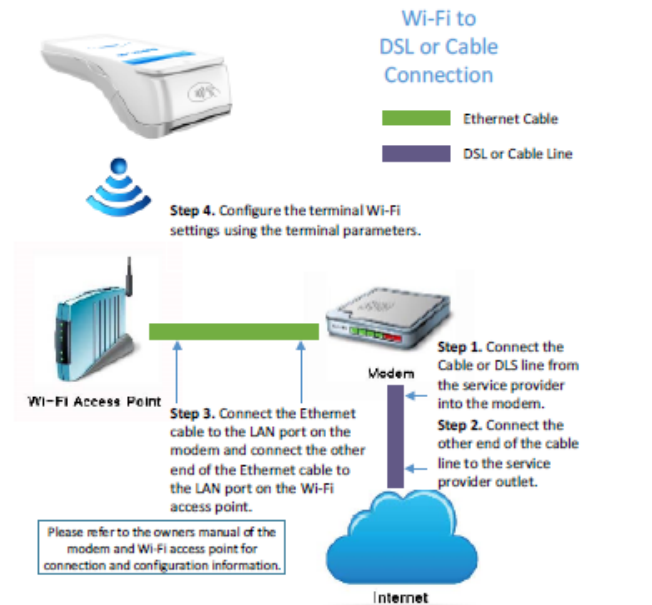 Wi-Fi to
DSL or Cable
Connection
Ethernet Cable
DSL or Cable Line
Step 4. Configure the terminal Wi-Fi
settings using the terminal parameters.
Wi-Fi Access Point
Modem
Step 1. Connect the
Cable or DLS line from
the service provider
into the modem.
Step 2. Connect the
other end of the cable
line to the service
provider outlet.
Step 3. Connect the Ethernet
cable to the LAN port on the
modem and connect the other
end of the Ethernet cable to
the LAN port on the Wi-Fi
access point.
Please refer to the owners manual of the
modem and Wi-Fi access point for
connection and configuration information.
Internet